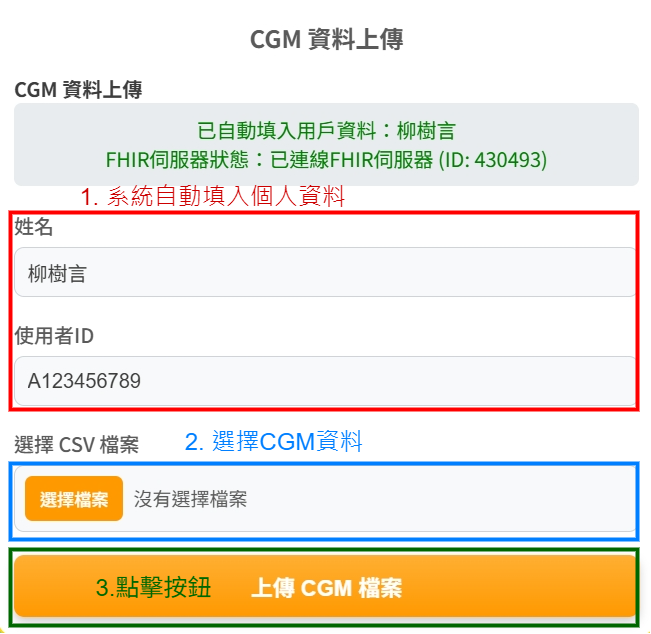 CGM 資料上傳
CGM 資料上傳
已自動填入用戶資料：柳樹言
FHIR伺服器狀態：已連線FHIR伺服器 (ID: 430493)
1. 系統自動填入個人資料
姓名
柳樹言
使用者ID
A123456789
選擇 CSV 檔案 2. 選擇CGM資料
選擇檔案 沒有選擇檔案
3.點擊按鈕 上傳 CGM 檔案